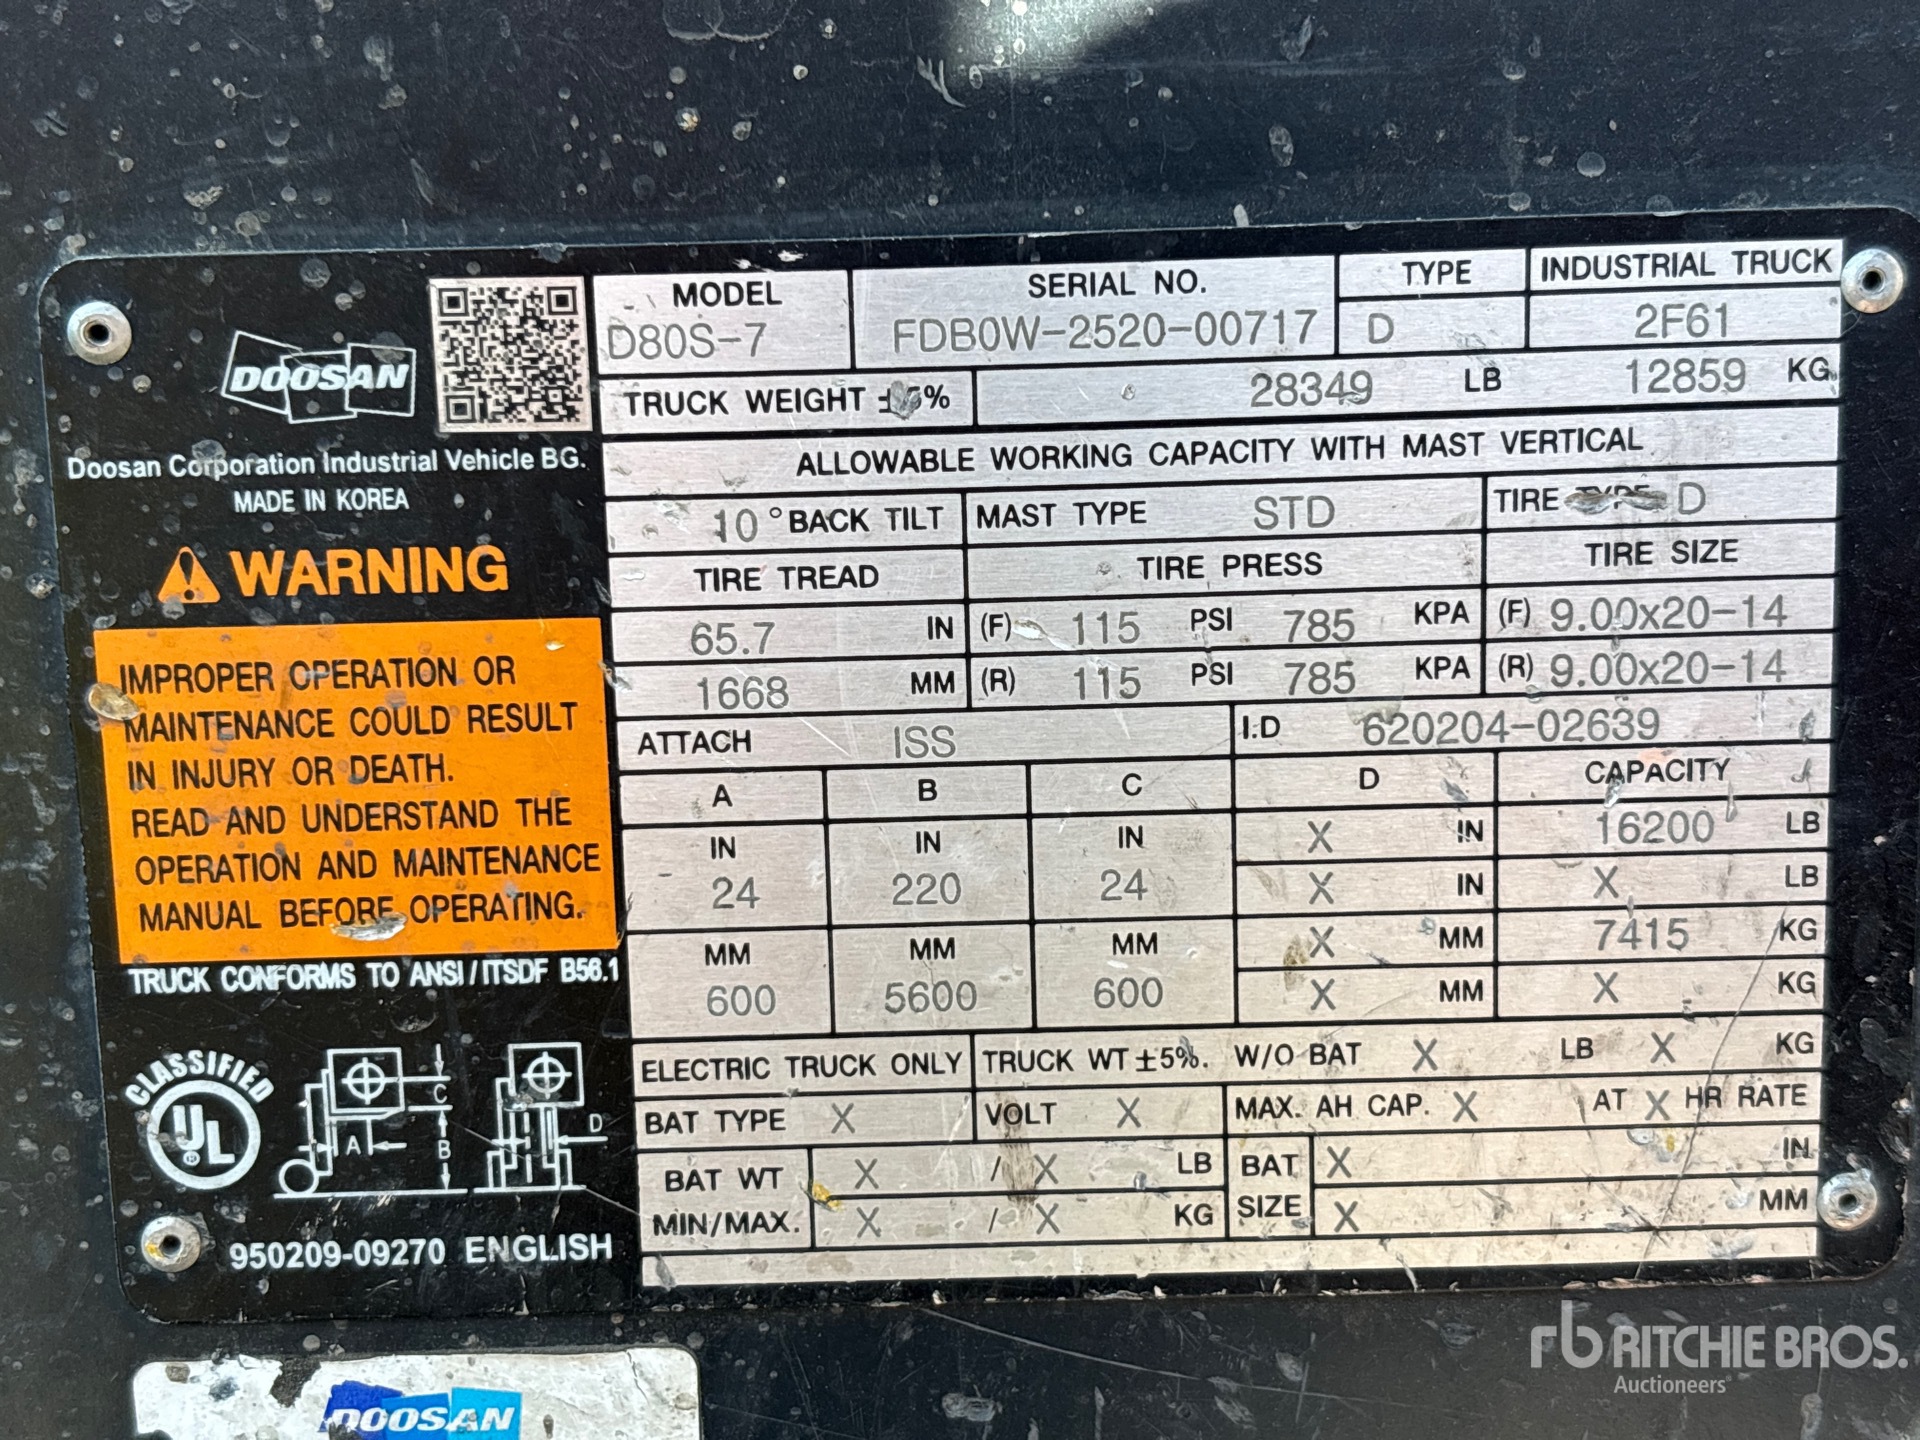 DOOSAN
Doosan Corporation Industrial Vehicle BG.
MADE IN KOREA
WARNING
IMPROPER OPERATION OR
MAINTENANCE COULD RESULT
IN INJURY OR DEATH.
READ AND UNDERSTAND THE
OPERATION AND MAINTENANCE
MANUAL BEFORE OPERATING.
TRUCK CONFORMS TO ANSI/ITSDF B56.1
CLASSIFIED
UL
A B C D
950209-09270 ENGLISH
MODEL SERIAL NO. TYPE INDUSTRIAL TRUCK
D80S-7 FDB0W-2520-00717 D 2F61
TRUCK WEIGHT ±5% 28349 LB 12859 KG
ALLOWABLE WORKING CAPACITY WITH MAST VERTICAL
10° BACK TILT MAST TYPE STD TIRE TYPE D
TIRE TREAD TIRE PRESS TIRE SIZE
65.7 IN (F) 115 PSI 785 KPA (F) 9.00x20-14
1668 MM (R) 115 PSI 785 KPA (R) 9.00x20-14
ATTACH ISS I.D 620204-02639
A B C D CAPACITY
IN IN IN X IN 16200 LB
24 220 24 X IN X LB
MM MM MM X MM 7415 KG
600 5600 600 X MM X KG
ELECTRIC TRUCK ONLY TRUCK WT ±5%. W/O BAT X LB X KG
BAT TYPE X VOLT X MAX. AH CAP. X AT X HR RATE
BAT WT X / X LB BAT X IN
MIN/MAX. X / X KG SIZE X MM
DOOSAN
rb RITCHIE BROS.
Auctioneers